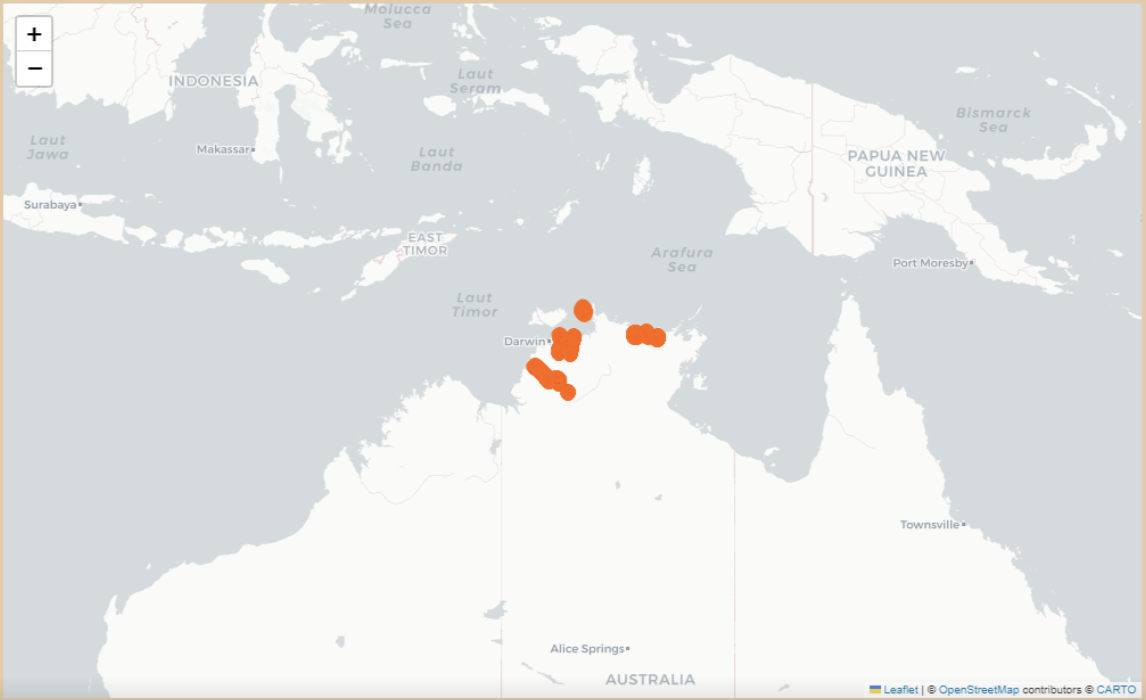 Molucca
Sea
+
−
INDONESIA
Laut
Seram
Bismarck
Sea
Laut
Jawa
Makassar
Laut
Banda
PAPUA NEW
GUINEA
Surabaya
EAST
TIMOR
Arafura
Sea
Port Moresby
Laut
Timor
Darwin
Townsville
Alice Springs
AUSTRALIA
Leaflet | © OpenStreetMap contributors © CARTO